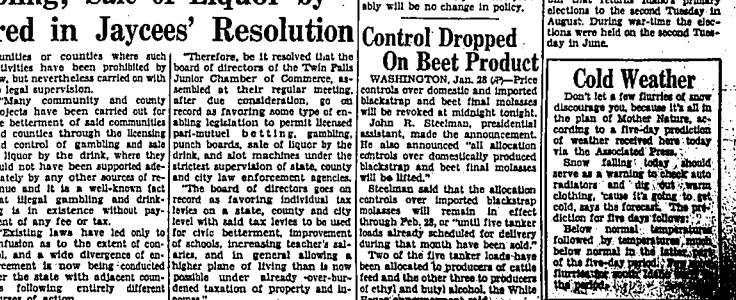 Sale of Liquor by
red in Jaycees' Resolution
unities or counties where such
tivities have been prohibited by
w, but nevertheless carried on with
legal supervision.
"Many community and county
ojects have been carried out for
e betterment of said communities
d counties through the licensing
d control of gambling and sale
liquor by the drink, where they
uld not have been supported ade-
ately by any other sources of re-
nue and it is a well-known fact
at illegal gambling and drink-
g is in existence without pay-
nt of any fee or tax.
"Existing laws have led only to
nfusion as to the extent of con-
ol, and a wide divergence of en-
rcement is now being conducted
er the state with adjacent coun-
s following entirely different
urses of action.
"Therefore, be it resolved that the
board of directors of the Twin Falls
Junior Chamber of Commerce, as-
sembled at their regular meeting,
after due consideration, go on
record as favoring some type of en-
abling legislation to permit licensed
pari-mutuel betting, gambling,
punch boards, sale of liquor by the
drink, and slot machines under the
strictest supervision of state, county
and city law enforcement agencies.
"The board of directors goes on
record as favoring individual tax
levies on a state, county and city
level with said tax levies to be used
for civic betterment, improvement
of schools, increasing teacher's sal-
aries, and in general allowing a
higher plane of living than is now
possible under already over-bur-
dened taxation of property and in-
comes."
ably will be no change in policy.
Control Dropped
On Beet Product
WASHINGTON, Jan. 28 (AP)—Price
controls over domestic and imported
blackstrap and beet final molasses
will be revoked at midnight tonight.
John R. Steelman, presidential
assistant, made the announcement.
He also announced "all allocation
controls over domestically produced
blackstrap and beet final molasses
will be lifted."
Steelman said that the allocation
controls over imported blackstrap
molasses will remain in effect
through Feb. 28, or "until five tanker
loads already scheduled for delivery
during that month have been sold."
Two of the five tanker loads have
been allocated to producers of cattle
feed and the other three to producers
of ethyl and butyl alcohol, the White
House announcement said.
primary
elections to the second Tuesday in
August. During war-time the elec-
tions were held on the second Tues-
day in June.
Cold Weather
Don't let a few flurries of snow
discourage you, because it's all in
the plan of Mother Nature, ac-
cording to a five-day prediction
of weather received here today
via the Associated Press.
Snow falling today should
serve as a warning to check auto
radiators and dig out warm
clothing, 'cause it's going to get
cold, says the forecast. The pre-
diction for five days follows:
Below normal temperatures
followed by temperatures much
below normal in the latter part
of the five-day period.
the period.